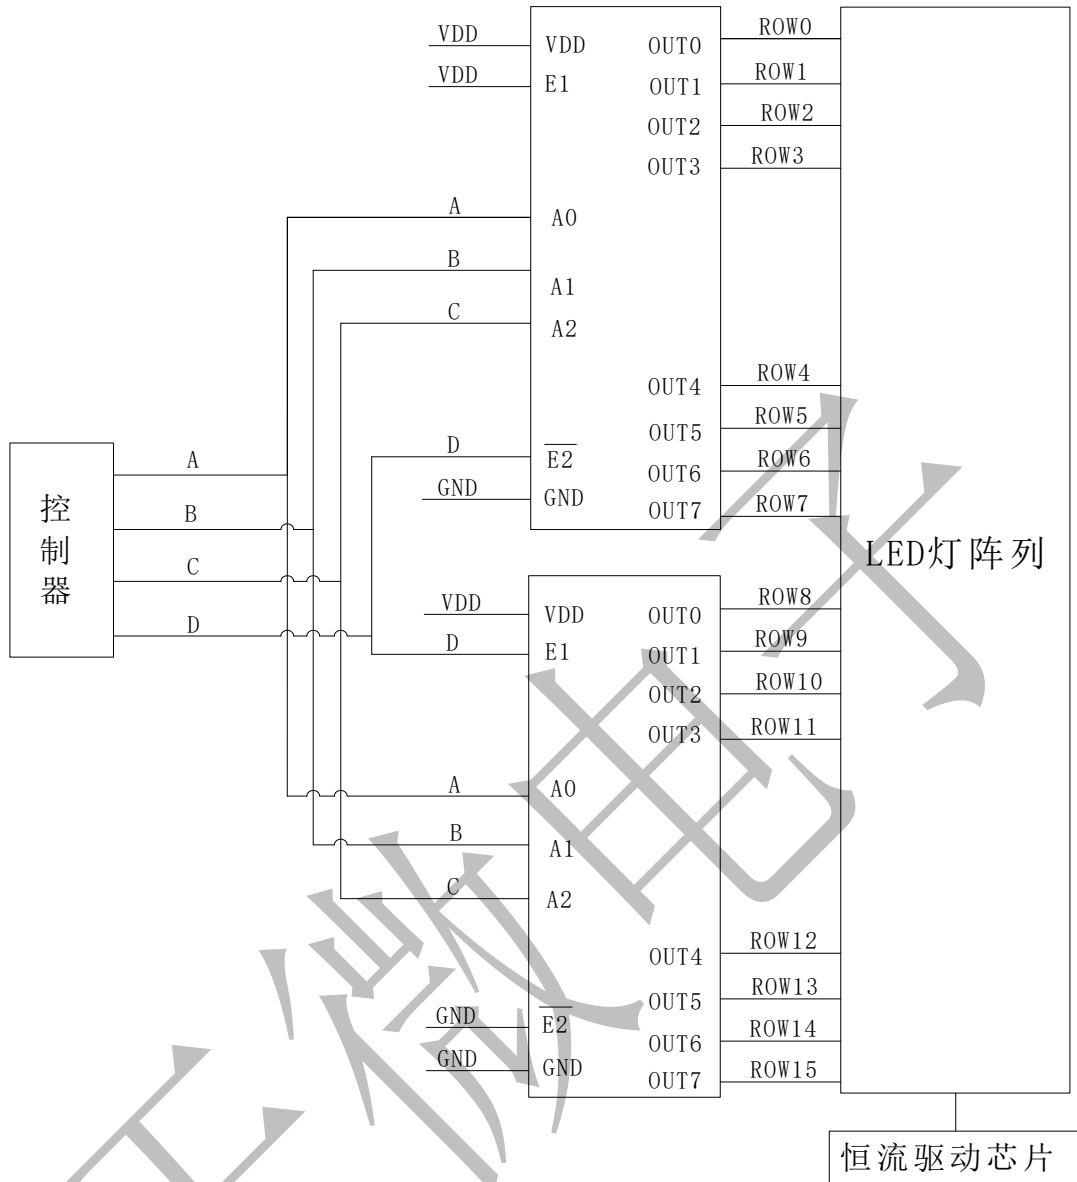 VDD VDD OUT0 ROW0
VDD E1 OUT1 ROW1
OUT2 ROW2
OUT3 ROW3
A A0
B A1
C A2
OUT4 ROW4
OUT5 ROW5
D E2 OUT6 ROW6
GND GND OUT7 ROW7
控制器
A
B
C
D
LED灯阵列
VDD VDD OUT0 ROW8
D E1 OUT1 ROW9
OUT2 ROW10
OUT3 ROW11
A A0
B A1
C A2
OUT4 ROW12
OUT5 ROW13
GND E2 OUT6 ROW14
GND GND OUT7 ROW15
恒流驱动芯片
微电子